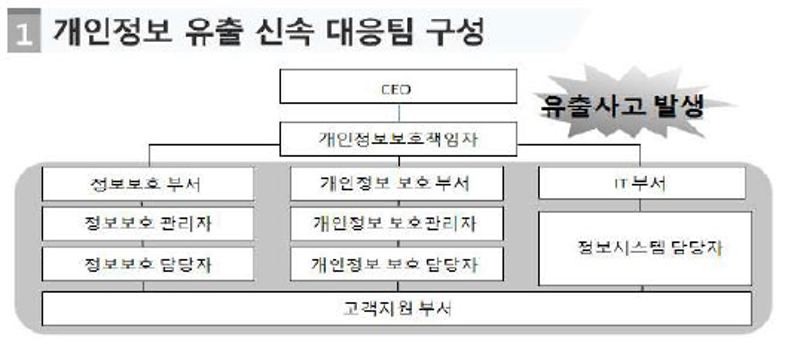 1 개인정보 유출 신속 대응팀 구성
CEO
유출사고 발생
개인정보보호책임자
정보보호 부서
개인정보 보호 부서
IT 부서
정보보호 관리자
개인정보 보호관리자
정보시스템 담당자
정보보호 담당자
개인정보 보호 담당자
고객지원 부서